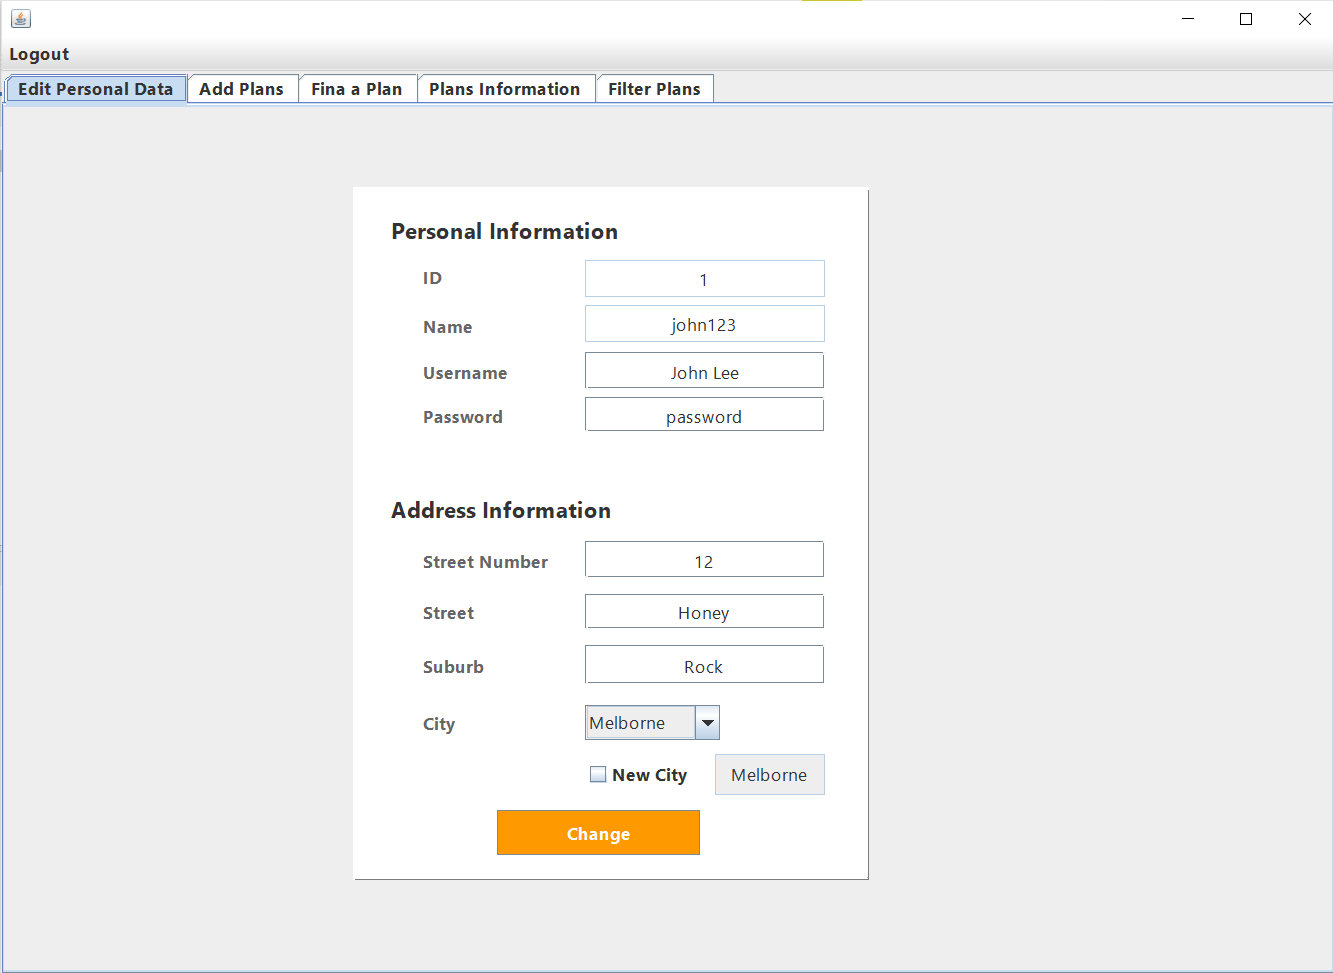 Logout
Edit Personal Data Add Plans Fina a Plan Plans Information Filter Plans
Personal Information
ID 1
Name john123
Username John Lee
Password password
Address Information
Street Number 12
Street Honey
Suburb Rock
City Melborne
New City Melborne
Change